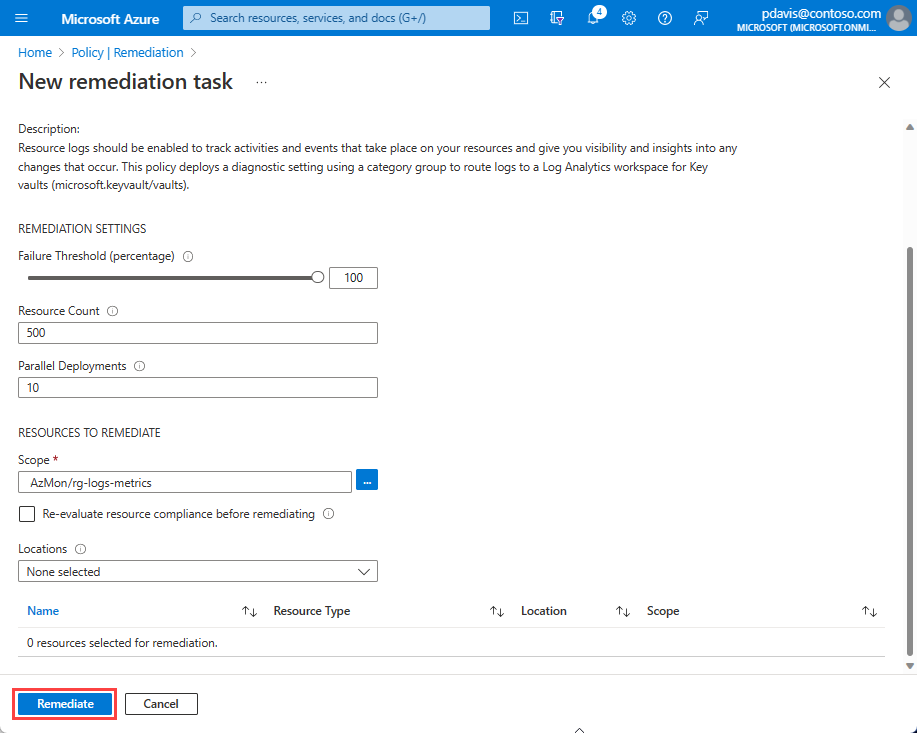 Microsoft Azure
Search resources, services, and docs (G+/)
4
pdavis@contoso.com
MICROSOFT (MICROSOFT.ONMI...
Home > Policy | Remediation >
New remediation task ...
Description:
Resource logs should be enabled to track activities and events that take place on your resources and give you visibility and insights into any
changes that occur. This policy deploys a diagnostic setting using a category group to route logs to a Log Analytics workspace for Key
vaults (microsoft.keyvault/vaults).
REMEDIATION SETTINGS
Failure Threshold (percentage)
100
Resource Count
500
Parallel Deployments
10
RESOURCES TO REMEDIATE
Scope *
AzMon/rg-logs-metrics
...
Re-evaluate resource compliance before remediating
Locations
None selected
Name Resource Type Location Scope
0 resources selected for remediation.
Remediate Cancel